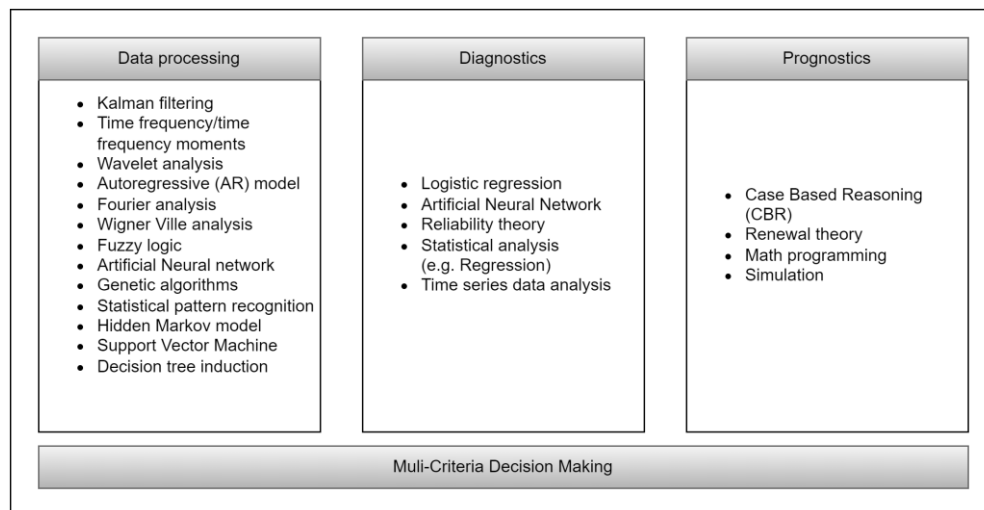 Data processing
• Kalman filtering
• Time frequency/time
frequency moments
• Wavelet analysis
• Autoregressive (AR) model
• Fourier analysis
• Wigner Ville analysis
• Fuzzy logic
• Artificial Neural network
• Genetic algorithms
• Statistical pattern recognition
• Hidden Markov model
• Support Vector Machine
• Decision tree induction
Diagnostics
• Logistic regression
• Artificial Neural Network
• Reliability theory
• Statistical analysis
(e.g. Regression)
• Time series data analysis
Prognostics
• Case Based Reasoning
(CBR)
• Renewal theory
• Math programming
• Simulation
Muli-Criteria Decision Making